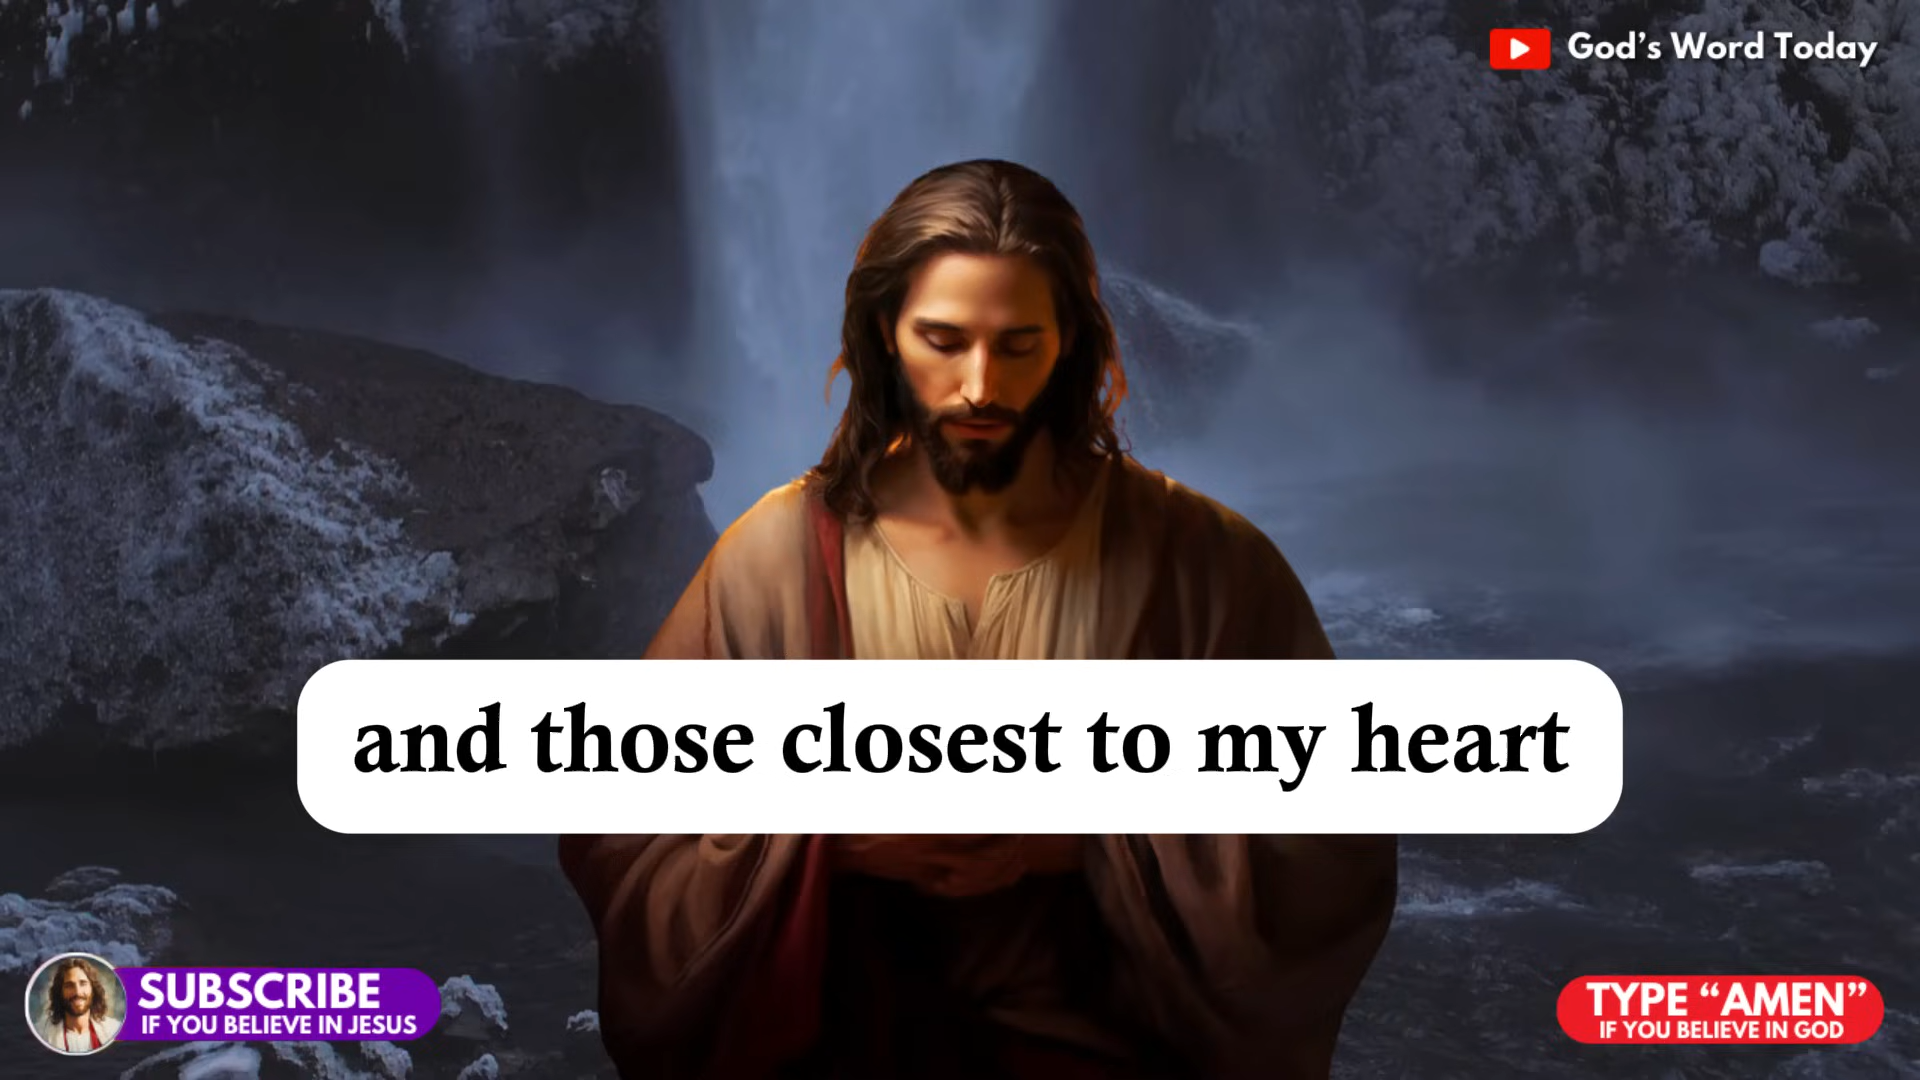 God’s Word Today
and those closest to my heart
SUBSCRIBE
IF YOU BELIEVE IN JESUS
TYPE “AMEN”
IF YOU BELIEVE IN GOD